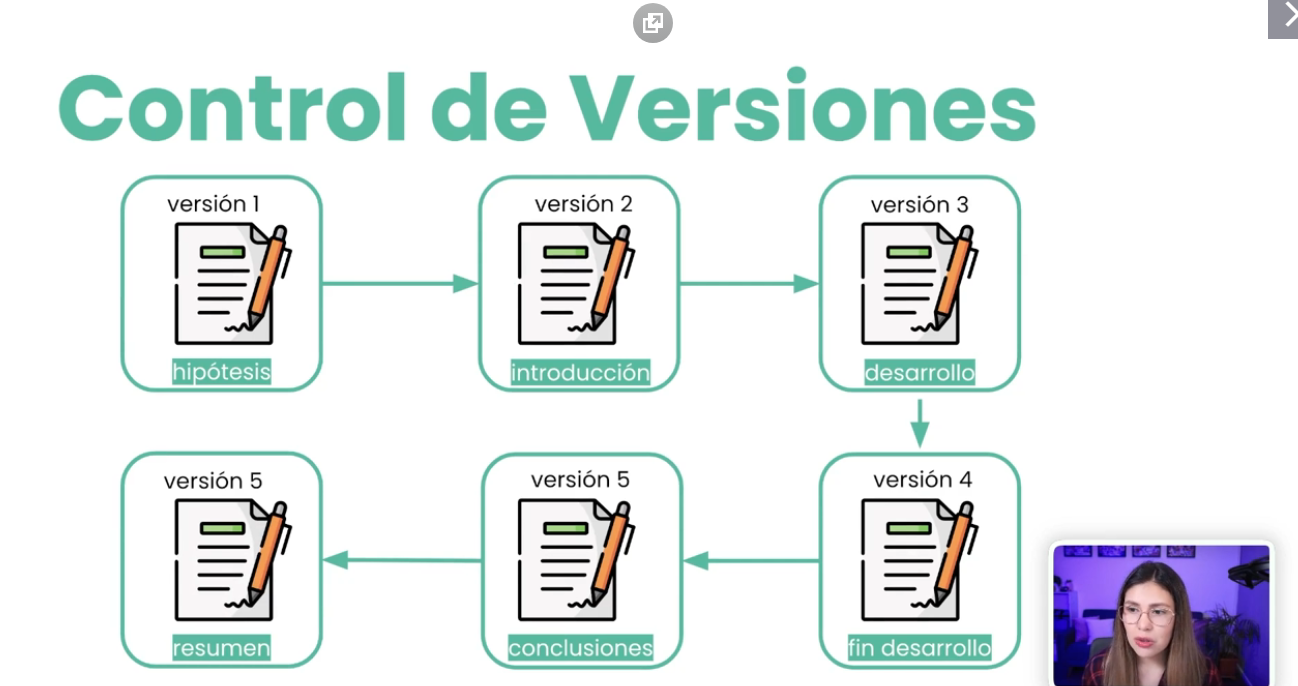 Control de Versiones
versión 1
hipótesis
versión 2
introducción
versión 3
desarrollo
versión 4
fin desarrollo
versión 5
conclusiones
versión 5
resumen